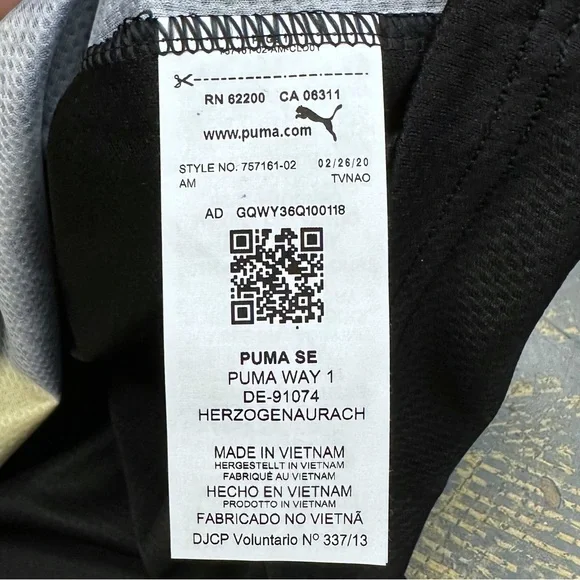 RN 62200 CA 06311
www.puma.com
STYLE NO. 757161-02 02/26/20
AM TVNAO
AD GQWY36Q100118
PUMA SE
PUMA WAY 1
DE-91074
HERZOGENAURACH
MADE IN VIETNAM
HERGESTELLT IN VIETNAM
FABRIQUÉ AU VIETNAM
HECHO EN VIETNAM
PRODOTTO IN VIETNAM
FABRICADO NO VIETNÃ
DJCP Voluntario Nº 337/13